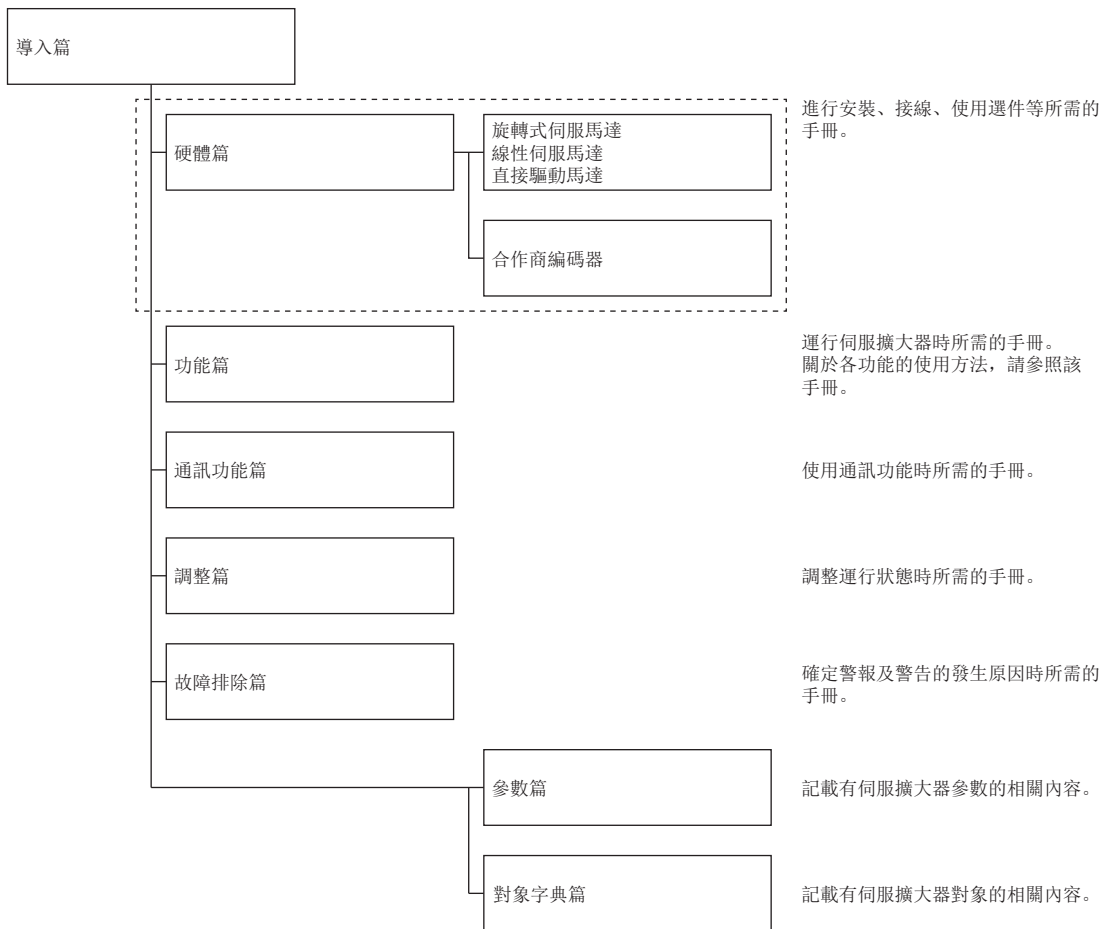 導入篇
進行安裝、接線、使用選件等所需的
手冊。
硬體篇
旋轉式伺服馬達
線性伺服馬達
直接驅動馬達
合作商編碼器
功能篇
運行伺服擴大器時所需的手冊。
關於各功能的使用方法，請參照該
手冊。
通訊功能篇
使用通訊功能時所需的手冊。
調整篇
調整運行狀態時所需的手冊。
故障排除篇
確定警報及警告的發生原因時所需的
手冊。
參數篇
記載有伺服擴大器參數的相關內容。
對象字典篇
記載有伺服擴大器對象的相關內容。